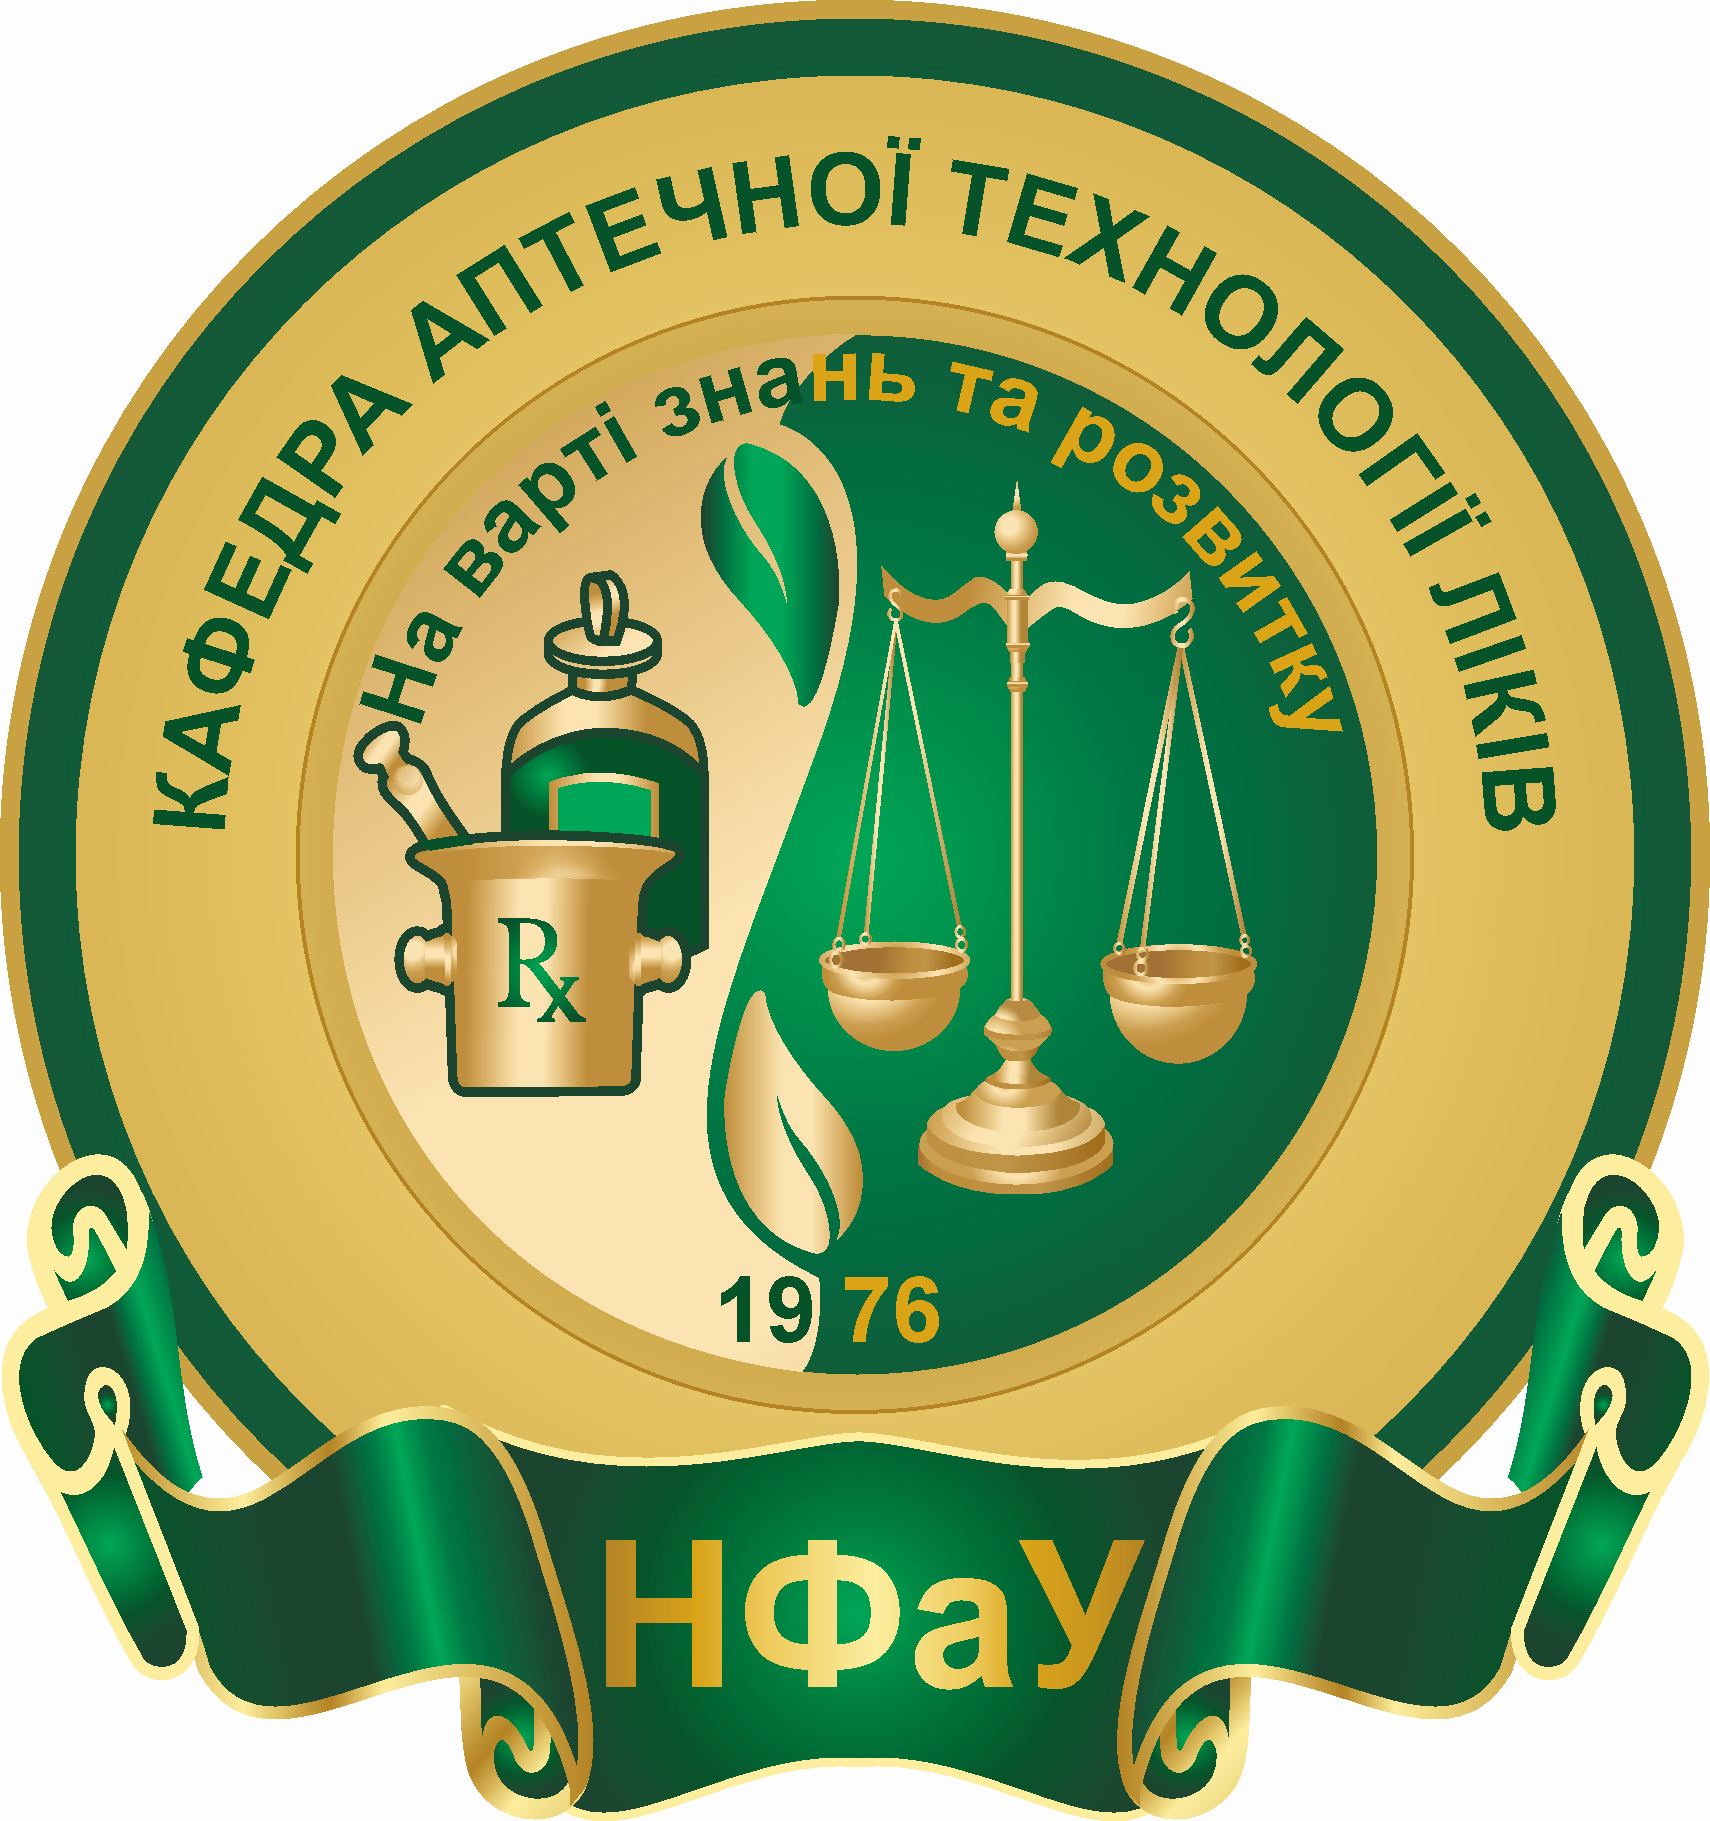 КАФЕДРА АПТЕЧНОЇ ТЕХНОЛОГІЇ ЛІКІВ
На варті знань та розвитку
Rx
1976
НФаУ